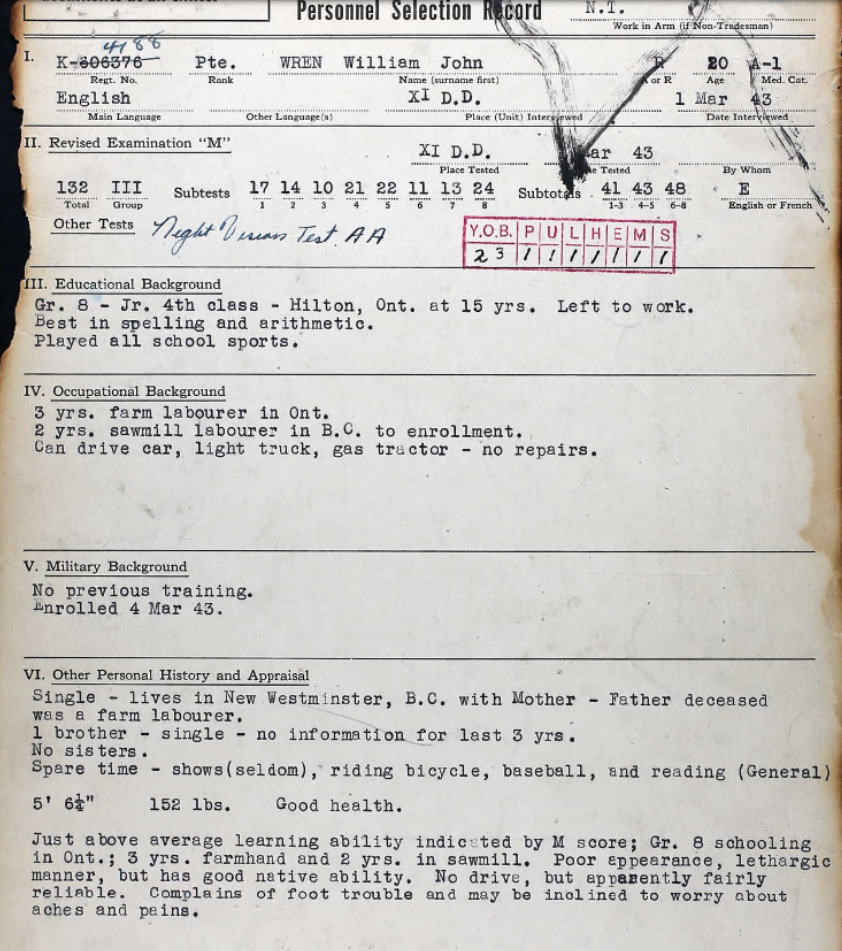 Personnel Selection Record
N.T.
Work in Arm (if Non-Tradesman)
4188
I. K-306376 Pte. WREN William John R 20 A-1
Regt. No. Rank Name (surname first) A or R Age Med. Cat.
English XI D.D. 1 Mar 43
Main Language Other Language(s) Place (Unit) Interviewed Date Interviewed
II. Revised Examination "M"
XI D.D. Mar 43
Place Tested Tested By Whom
132 III Subtests 17 14 10 21 22 11 13 24 Subtotals 41 43 48 E
Total Group 1 2 3 4 5 6 7 8 1-3 4-5 6-8 English or French
Other Tests Night Vision Test. AA
Y.O.B. P U L H E M S
23 1 1 1 1 1 1 1
III. Educational Background
Gr. 8 - Jr. 4th class - Hilton, Ont. at 15 yrs. Left to work.
Best in spelling and arithmetic.
Played all school sports.
IV. Occupational Background
3 yrs. farm labourer in Ont.
2 yrs. sawmill labourer in B.C. to enrollment.
Can drive car, light truck, gas tractor - no repairs.
V. Military Background
No previous training.
Enrolled 4 Mar 43.
VI. Other Personal History and Appraisal
Single - lives in New Westminster, B.C. with Mother - Father deceased
was a farm labourer.
1 brother - single - no information for last 3 yrs.
No sisters.
Spare time - shows(seldom), riding bicycle, baseball, and reading (General)
5' 6½" 152 lbs. Good health.
Just above average learning ability indicated by M score; Gr. 8 schooling
in Ont.; 3 yrs. farmhand and 2 yrs. in sawmill. Poor appearance, lethargic
manner, but has good native ability. No drive, but apparently fairly
reliable. Complains of foot trouble and may be inclined to worry about
aches and pains.